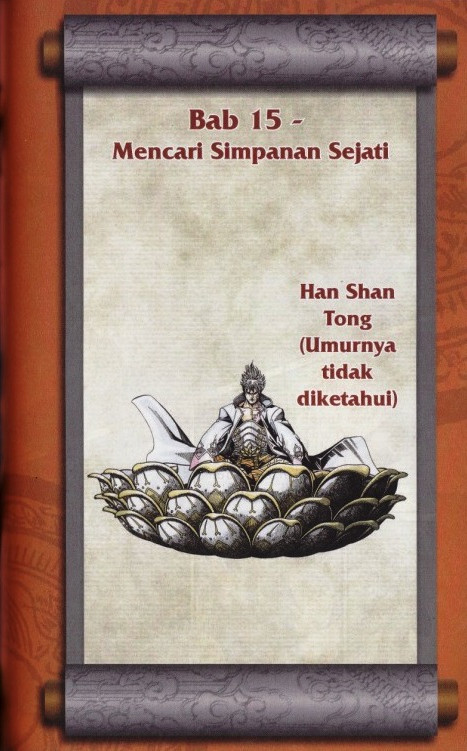 Bab 15 -
Mencari Simpanan Sejati
Han Shan
Tong
(Umurnya
tidak
diketahui)